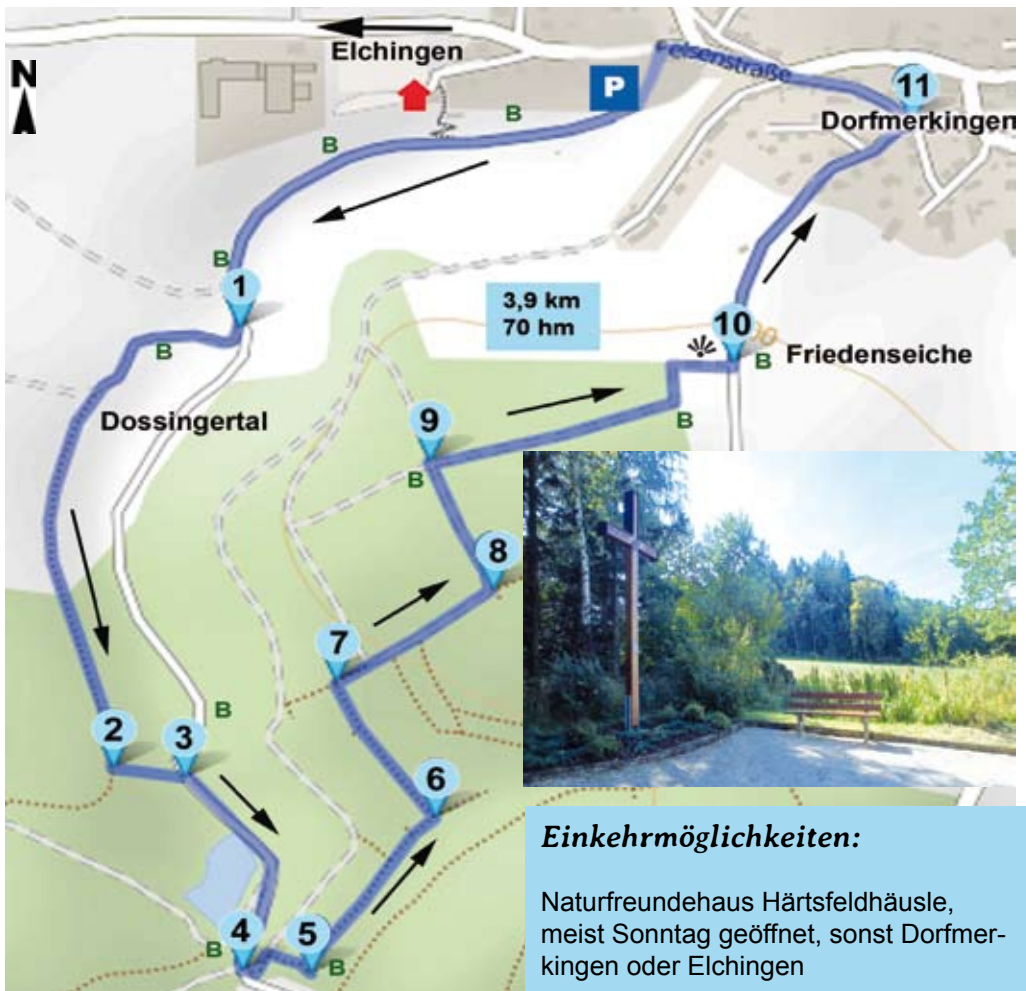 Elchingen
N
P
Felsenstraße
11
Dorfmerkingen
B
B
B
1
3,9 km
70 hm
10
B
B
Friedenseiche
Dossingertal
9
B
B
8
7
2
3
B
6
4
5
B
B
Einkehrmöglichkeiten:
Naturfreundehaus Härtsfeldhäusle,
meist Sonntag geöffnet, sonst Dorfmer-
kingen oder Elchingen